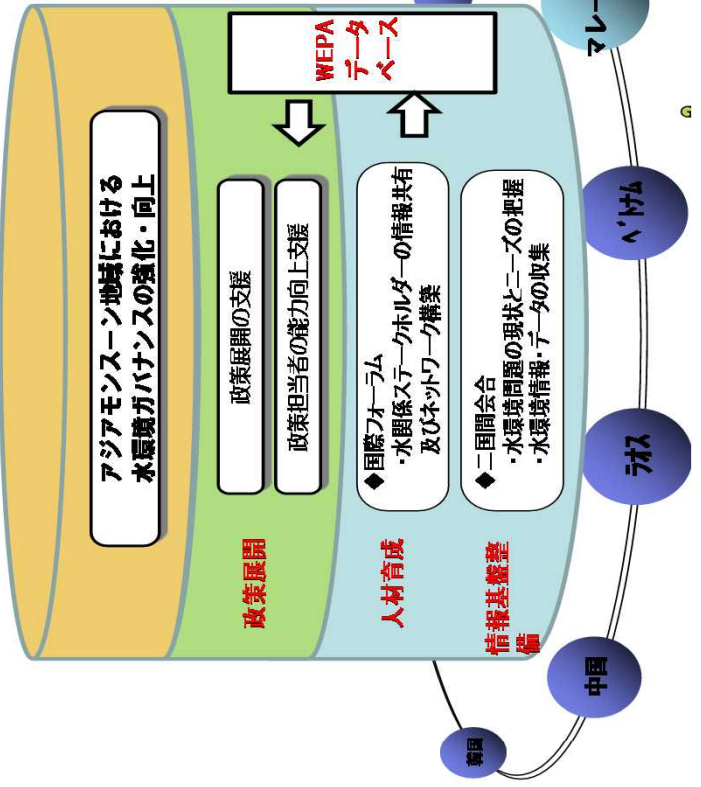 アジアモンスーン地域における
水環境ガバナンスの強化・向上
政策展開
政策展開の支援
政策担当者の能力向上支援
WEPA
データ
ベース
人材育成
◆国際フォーラム
・水関係ステークホルダーの情報共有
及びネットワーク構築
情報基盤整
備
◆二国間会合
・水環境問題の現状とニーズの把握
・水環境情報・データの収集
韓国
中国
ラオス
ベトナム
マレー